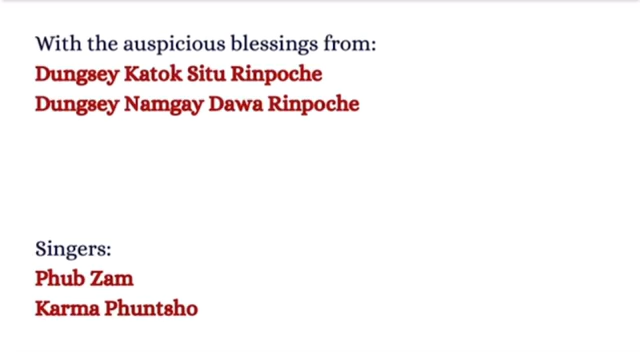 With the auspicious blessings from:
Dungsey Katok Situ Rinpoche
Dungsey Namgay Dawa Rinpoche
Singers:
Phub Zam
Karma Phuntsho